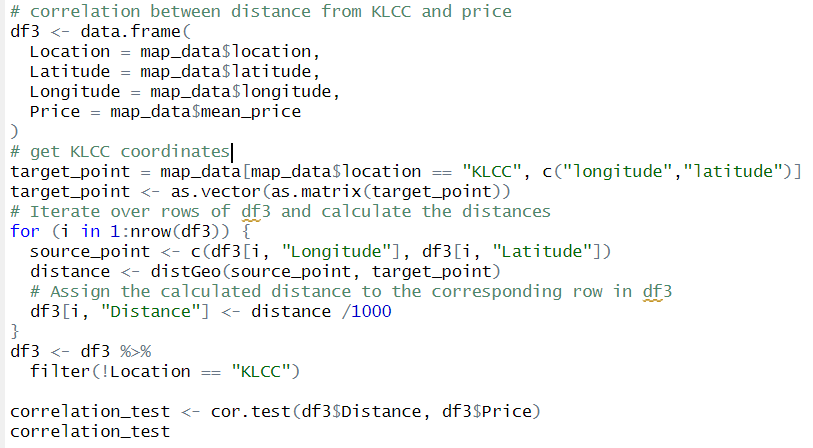 # correlation between distance from KLCC and price
df3 <- data.frame(
  Location = map_data$location,
  Latitude = map_data$latitude,
  Longitude = map_data$longitude,
  Price = map_data$mean_price
)
# get KLCC coordinates
target_point = map_data[map_data$location == "KLCC", c("longitude","latitude")]
target_point <- as.vector(as.matrix(target_point))
# Iterate over rows of df3 and calculate the distances
for (i in 1:nrow(df3)) {
  source_point <- c(df3[i, "Longitude"], df3[i, "Latitude"])
  distance <- distGeo(source_point, target_point)
  # Assign the calculated distance to the corresponding row in df3
  df3[i, "Distance"] <- distance /1000
}
df3 <- df3 %>%
  filter(!Location == "KLCC")

correlation_test <- cor.test(df3$Distance, df3$Price)
correlation_test